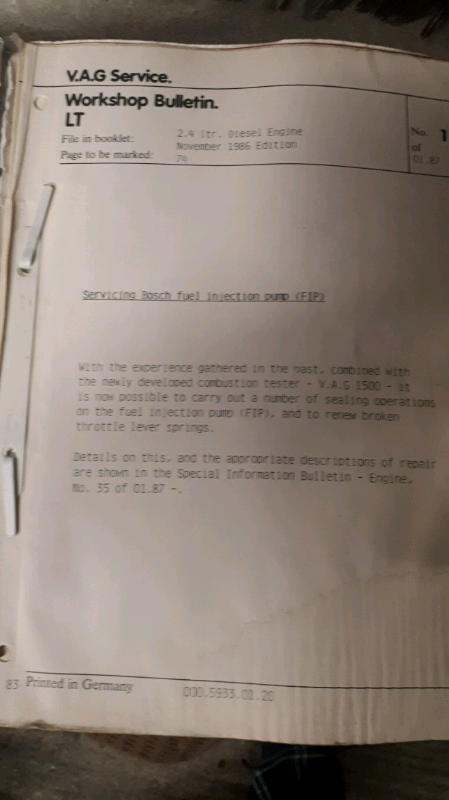 V.A.G Service.
Workshop Bulletin.
LT
File in booklet: 2.4 ltr. Diesel Engine
November 1986 Edition
Page to be marked: 74
No. 1
of
01.87
Servicing Bosch fuel injection pump (FIP)
With the experience gathered in the past, combined with
the newly developed combustion tester - V.A.G 1500 - it
is now possible to carry out a number of sealing operations
on the fuel injection pump (FIP), and to renew broken
throttle lever springs.
Details on this, and the appropriate descriptions of repair
are shown in the Special Information Bulletin - Engine,
No. 35 of 01.87 -.
83 Printed in Germany 000.5933.01.20